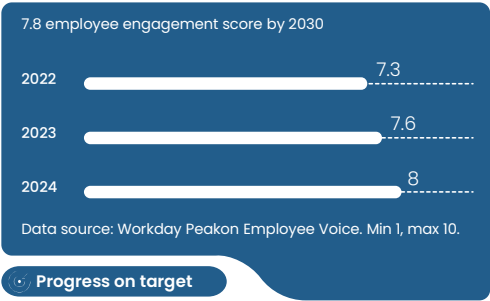 7.8 employee engagement score by 2030
2022 7.3
2023 7.6
2024 8
Data source: Workday Peakon Employee Voice. Min 1, max 10.
Progress on target